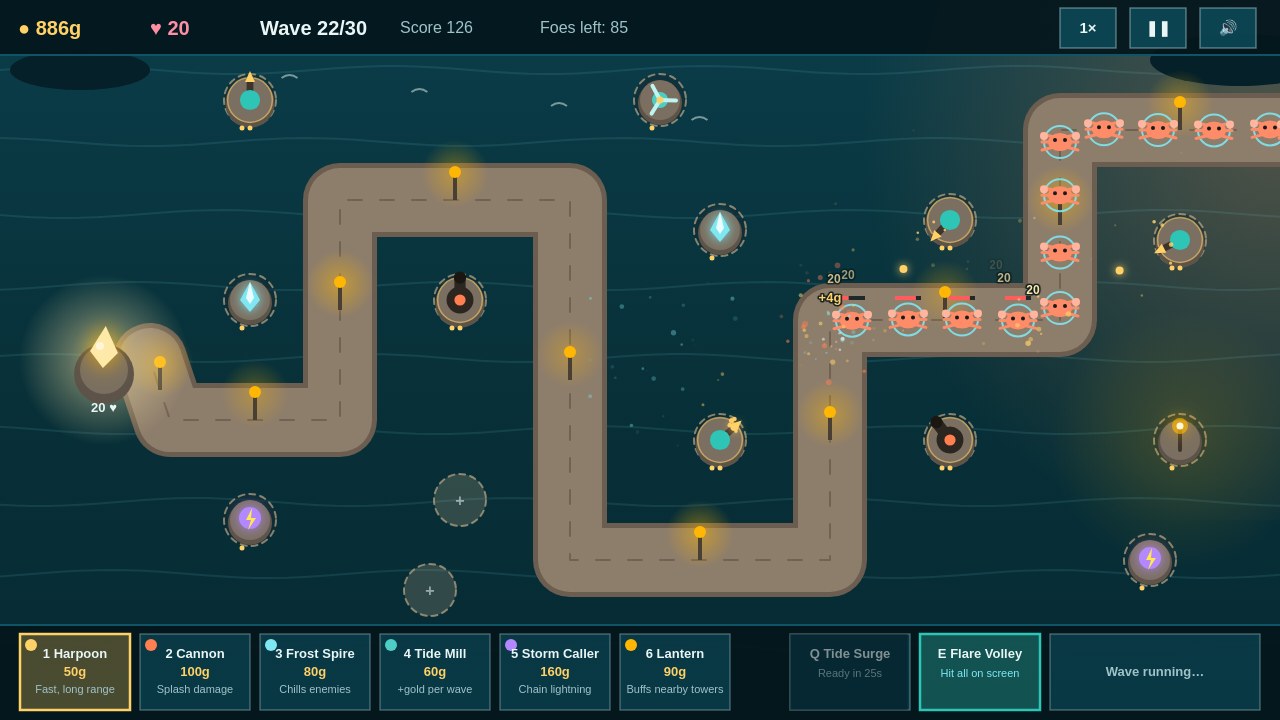 886g
♥ 20
Wave 22/30
Score 126
Foes left: 85
1×
20
20
20
20
20
+4g
20 ♥
+
+
1 Harpoon
50g
Fast, long range
2 Cannon
100g
Splash damage
3 Frost Spire
80g
Chills enemies
4 Tide Mill
60g
+gold per wave
5 Storm Caller
160g
Chain lightning
6 Lantern
90g
Buffs nearby towers
Q Tide Surge
Ready in 25s
E Flare Volley
Hit all on screen
Wave running…